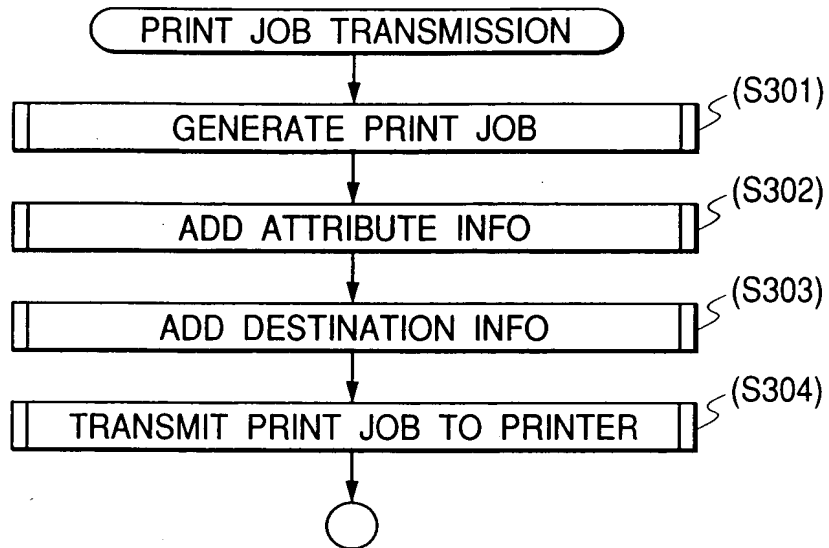 PRINT JOB TRANSMISSION
(S301)
GENERATE PRINT JOB
(S302)
ADD ATTRIBUTE INFO
(S303)
ADD DESTINATION INFO
(S304)
TRANSMIT PRINT JOB TO PRINTER